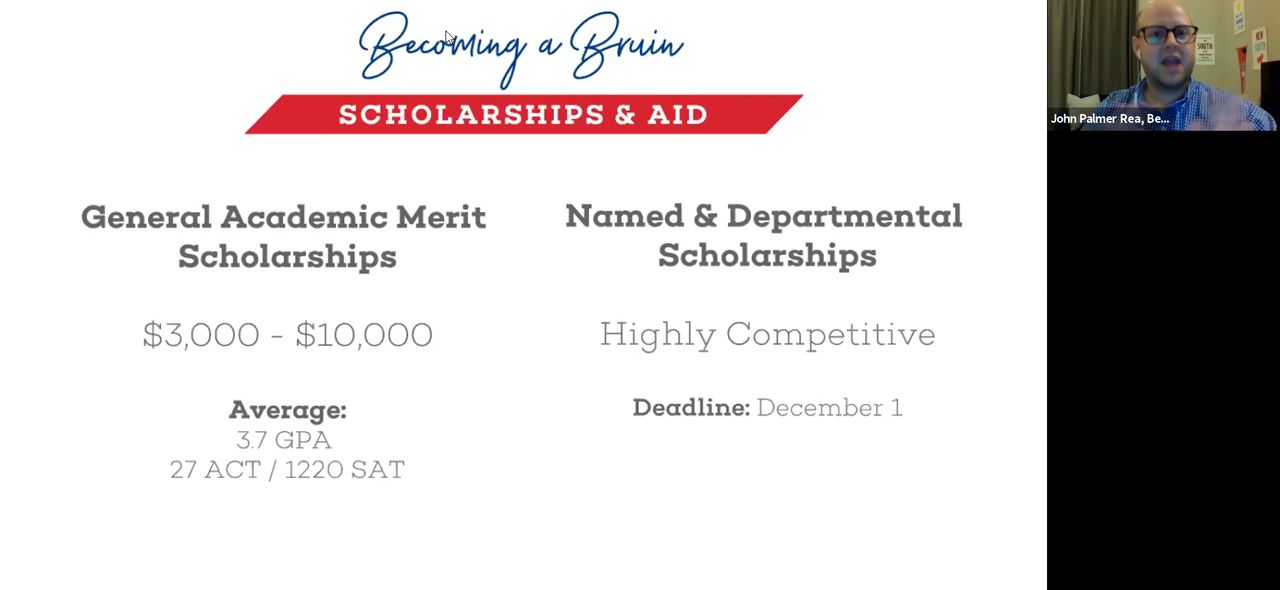 Becoming a Bruin
SCHOLARSHIPS & AID
General Academic Merit
Scholarships
$3,000 - $10,000
Average:
3.7 GPA
27 ACT / 1220 SAT
Named & Departmental
Scholarships
Highly Competitive
Deadline: December 1
SOUTH
John Palmer Rea, Be...